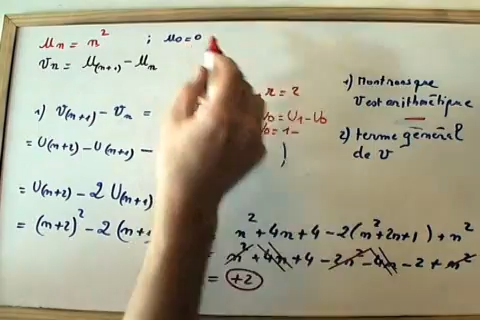 Un = n² ; U0 = 0
Vn = U(n+1) - Un
, r = 2
1) Montrons que
V est arithmétique
1) V(n+1) - Vn =
V0 = U1 - U0
= 1 -
2) terme général
de V
= U(n+2) - U(n+1) -
)
= U(n+2) - 2 U(n+1)
= (n+2)² - 2 (n+1
n² + 4n + 4 - 2(n² + 2n + 1) + n²
= n² + 4n + 4 - 2n² - 4n - 2 + n²
= +2